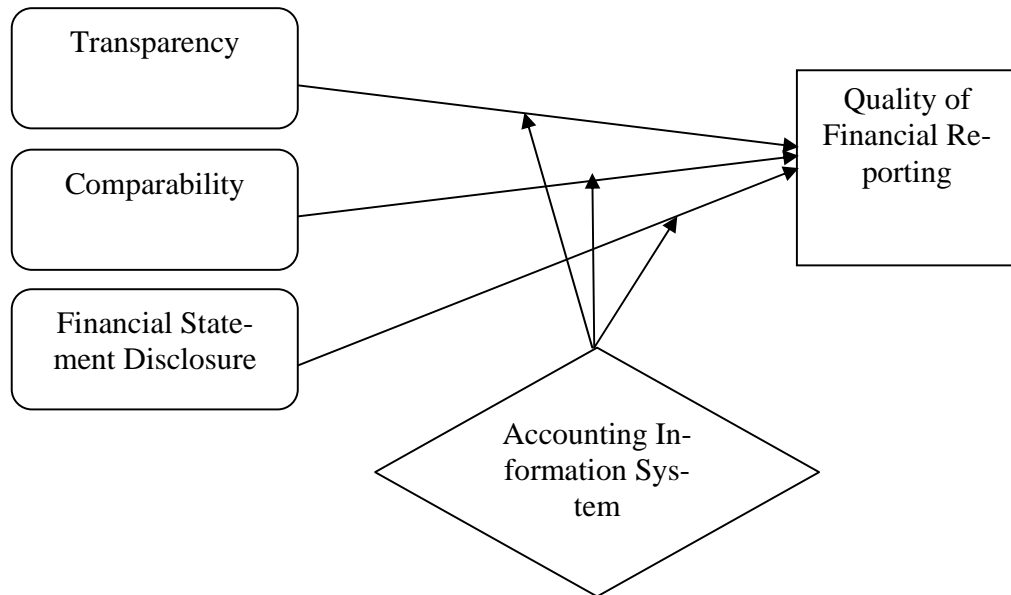 Transparency
Quality of
Financial Re-
porting
Comparability
Financial State-
ment Disclosure
Accounting In-
formation Sys-
tem